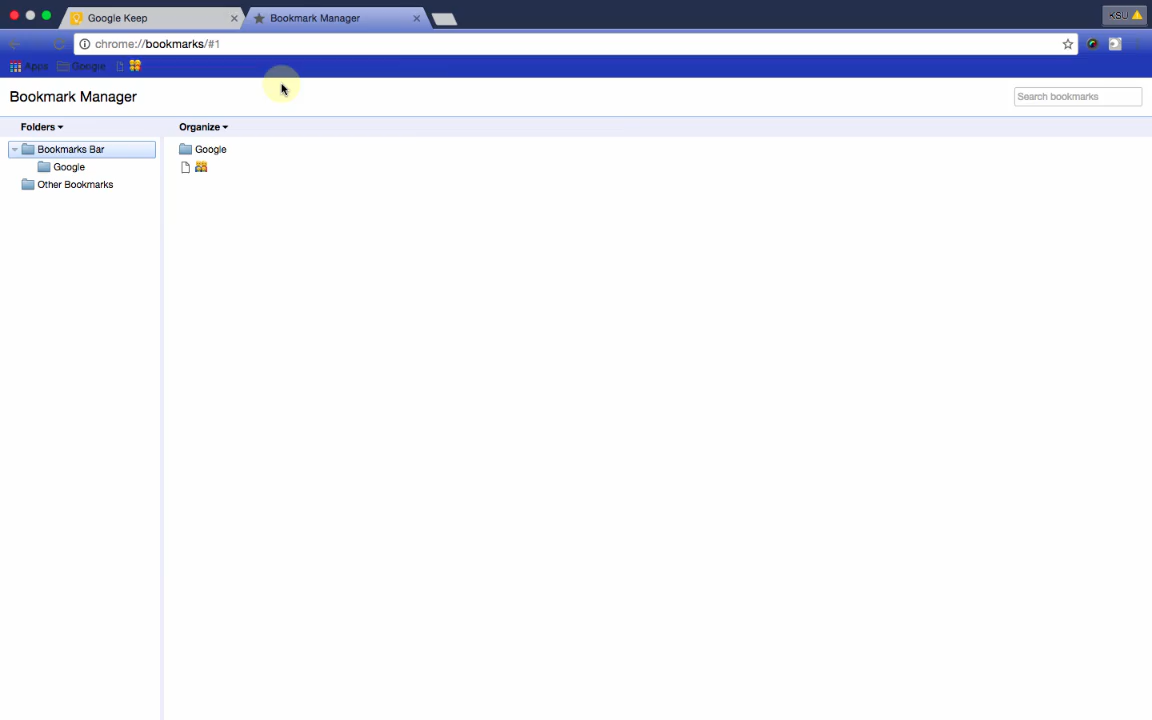 Google Keep
Bookmark Manager
KSU
chrome://bookmarks/#1
Apps
Google
Bookmark Manager
Search bookmarks
Folders
Organize
Bookmarks Bar
Google
Google
Other Bookmarks